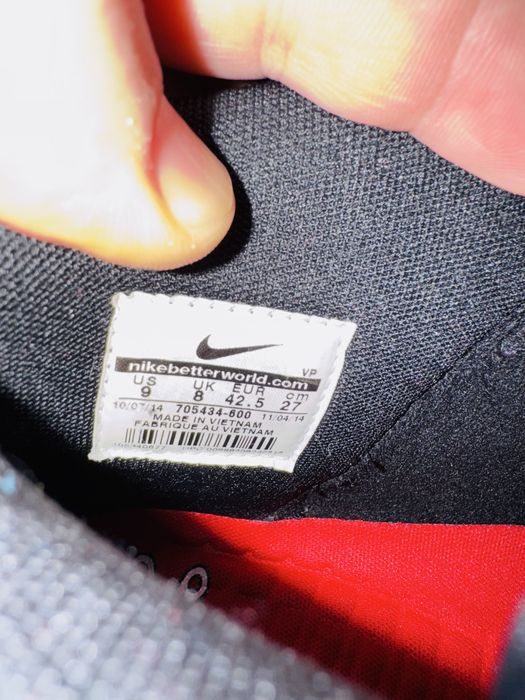 VP
nikebetterworld.com
US UK EUR cm
9 8 42.5 27
10/07/14 705434-600 11/04/14
MADE IN VIETNAM
FABRIQUE AU VIETNAM